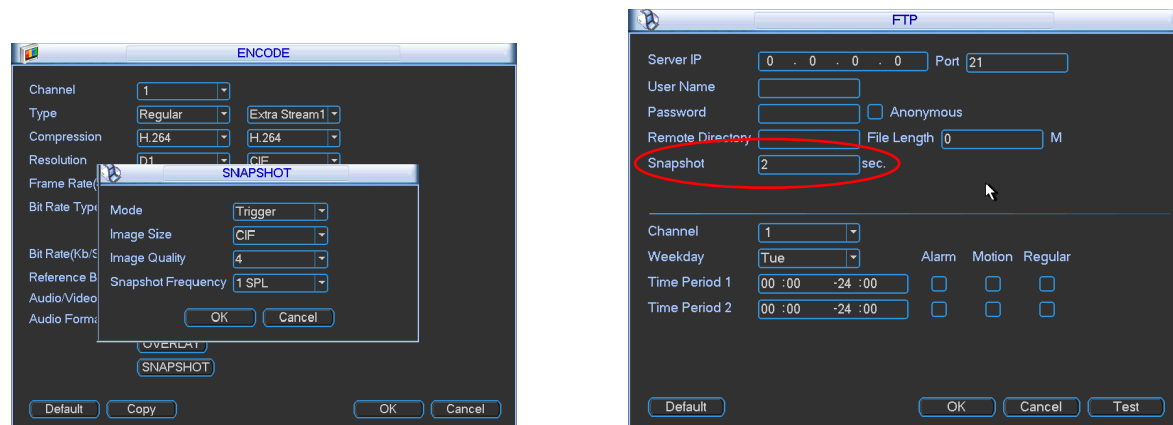 ENCODE
Channel 1
Type Regular Extra Stream1
Compression H.264 H.264
Resolution D1 CIF
Frame Rate(
Bit Rate Type
Bit Rate(Kb/S
Reference B
Audio/Video
Audio Forma
SNAPSHOT
Mode Trigger
Image Size CIF
Image Quality 4
Snapshot Frequency 1 SPL
OK Cancel
OVERLAY
SNAPSHOT
Default Copy OK Cancel
FTP
Server IP 0 . 0 . 0 . 0 Port 21
User Name
Password Anonymous
Remote Directory File Length 0 M
Snapshot 2 sec.
Channel 1
Weekday Tue Alarm Motion Regular
Time Period 1 00 :00 -24 :00
Time Period 2 00 :00 -24 :00
Default OK Cancel Test